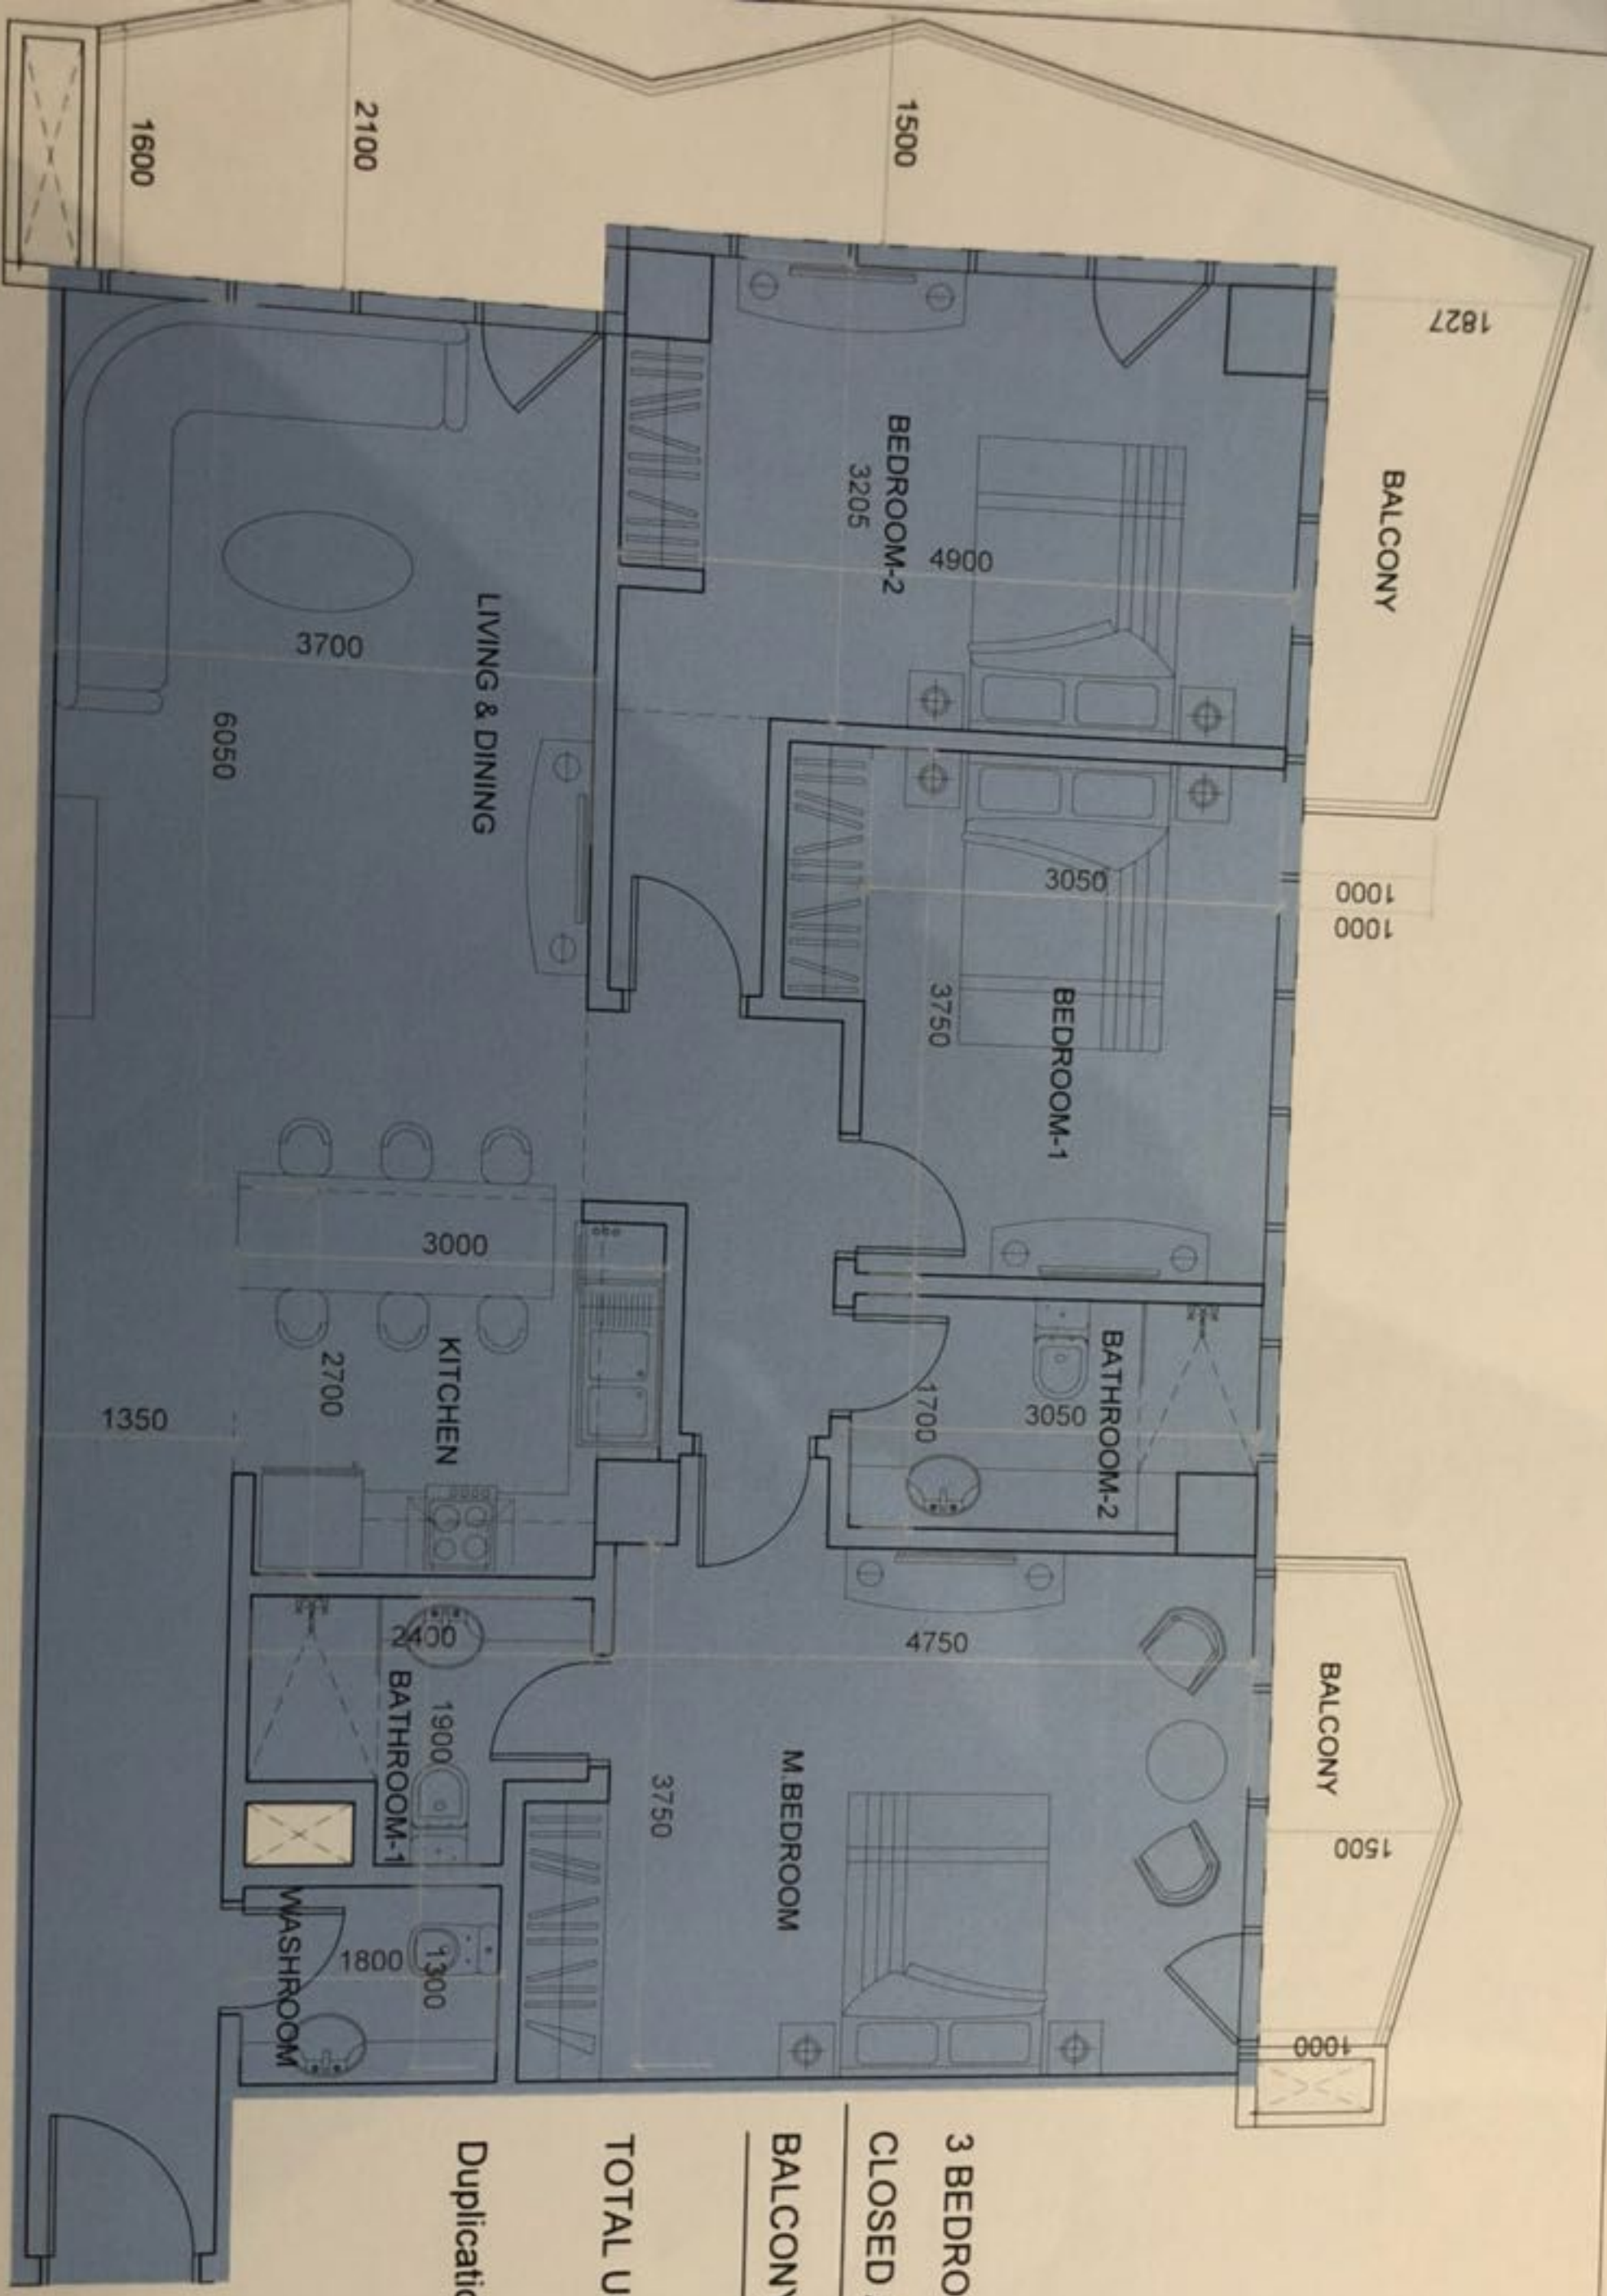 1600
2100
1500
1827
BALCONY
BEDROOM-2
3205
4900
LIVING & DINING
3700
6050
1000
1000
3050
3750
BEDROOM-1
3000
KITCHEN
2700
1350
BATHROOM-2
1700
3050
2400
1900
BATHROOM-1
4750
3750
M.BEDROOM
BALCONY
1500
1000
WASHROOM
1800
1300
3 BEDRO
CLOSED
BALCONY
TOTAL U
Duplicatio